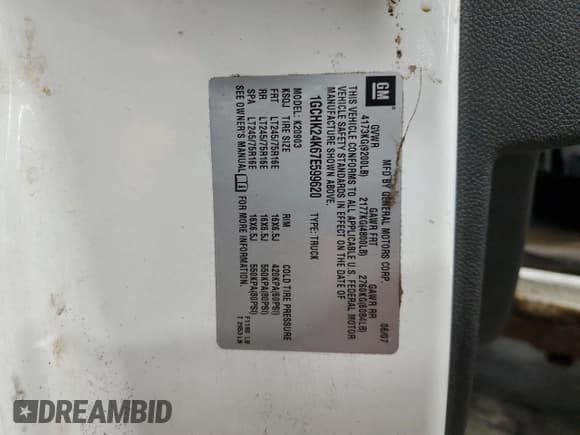 GM
MFD BY GENERAL MOTORS CORP. 06/07
GVWR GAWR FRT GAWR RR
4173KG(9200LB) 2177KG(4800LB) 2760KG(6084LB)
THIS VEHICLE CONFORMS TO ALL APPLICABLE U.S. FEDERAL MOTOR
VEHICLE SAFETY STANDARDS IN EFFECT ON THE DATE OF
MANUFACTURE SHOWN ABOVE.
1GCHK24K67E599620 TYPE: TRUCK
MODEL: K20903
KSQJ TIRE SIZE RIM COLD TIRE PRESSURE
FRT LT245/75R16E 16X6.5J 420KPA(60PSI)
RR LT245/75R16E 16X6.5J 550KPA(80PSI)
SPA LT245/75R16E 16X6.5J 550KPA(80PSI)
SEE OWNER'S MANUAL FOR MORE INFORMATION.
DREAMBID